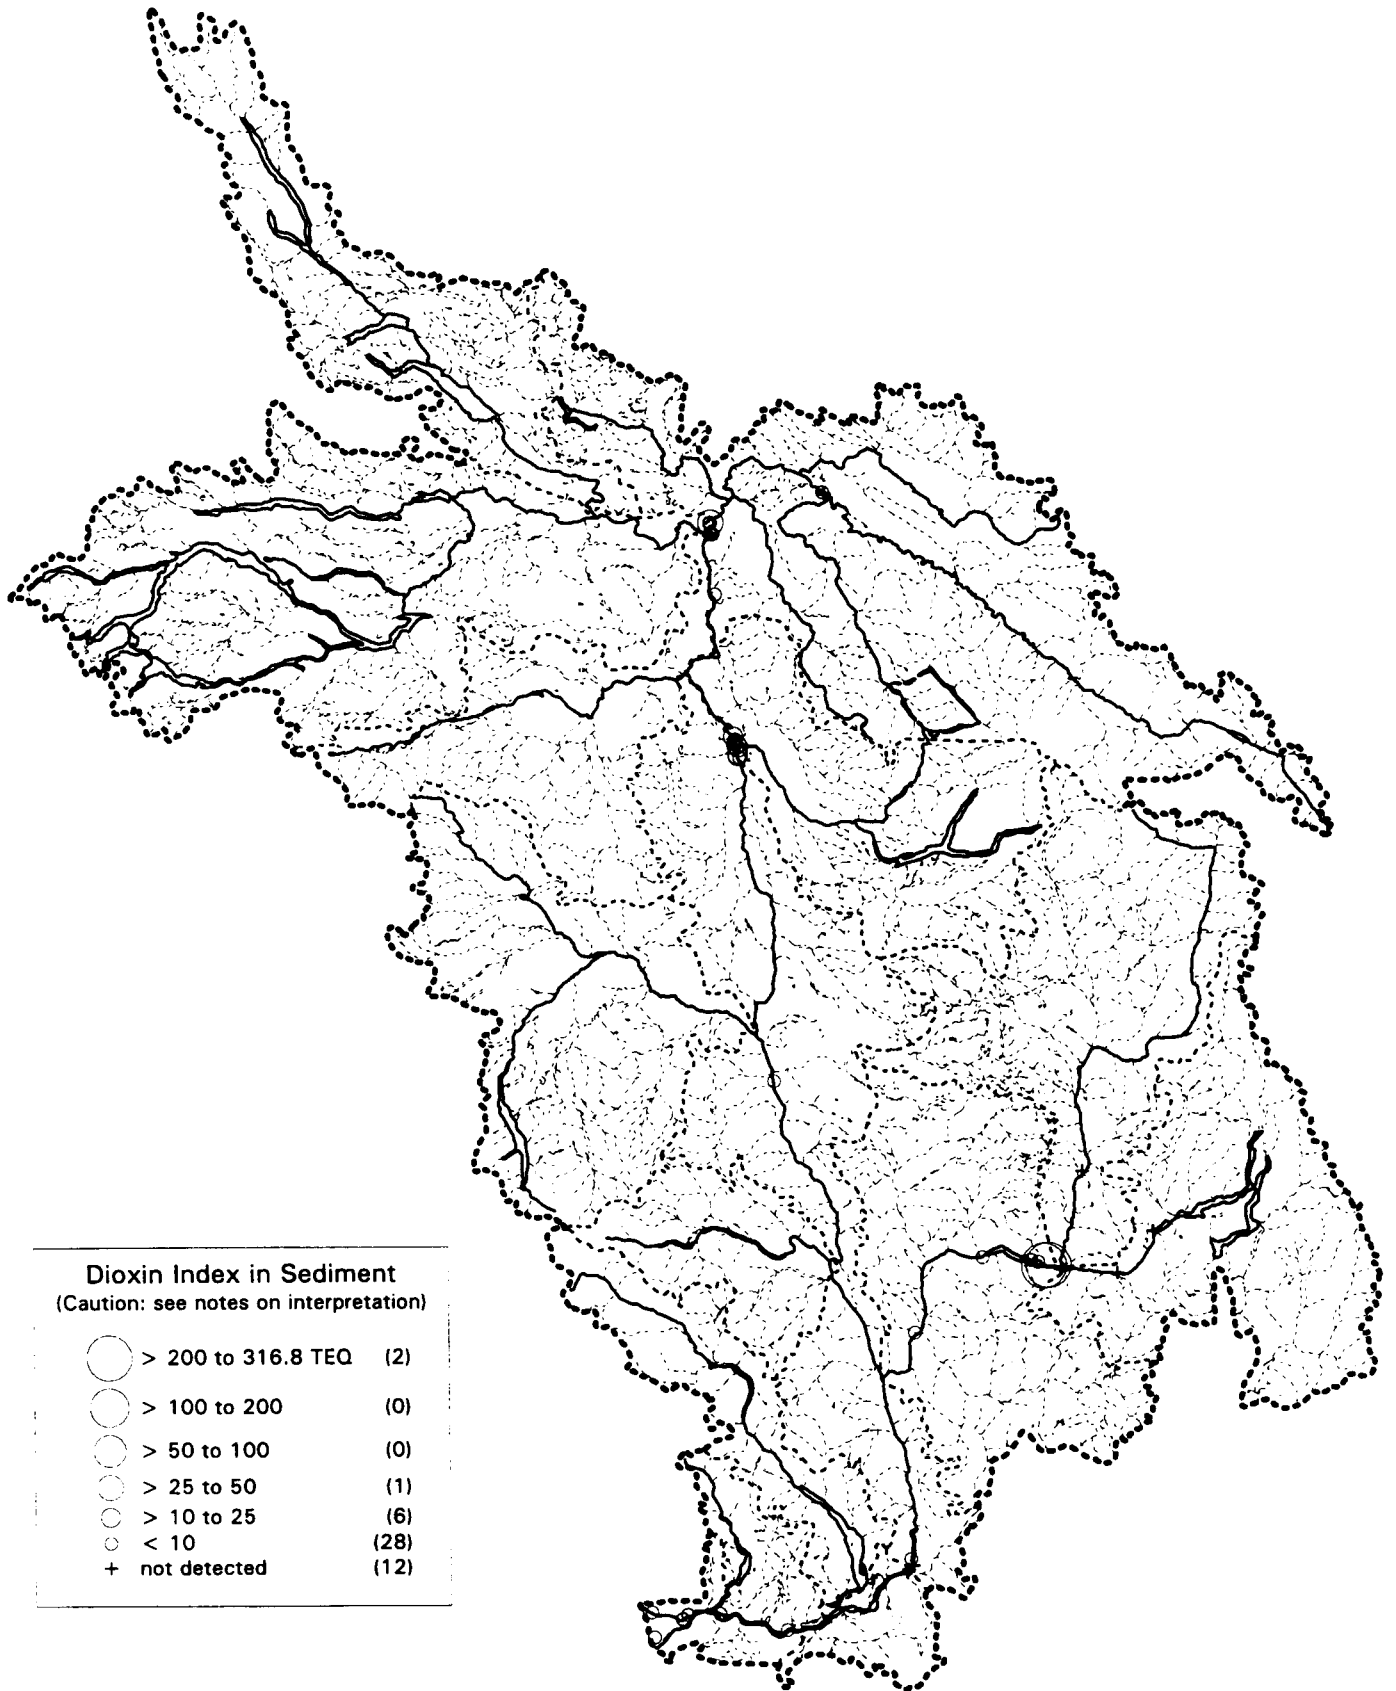 Dioxin Index in Sediment
(Caution: see notes on interpretation)
> 200 to 316.8 TEQ (2)
> 100 to 200 (0)
> 50 to 100 (0)
> 25 to 50 (1)
> 10 to 25 (6)
< 10 (28)
+ not detected (12)